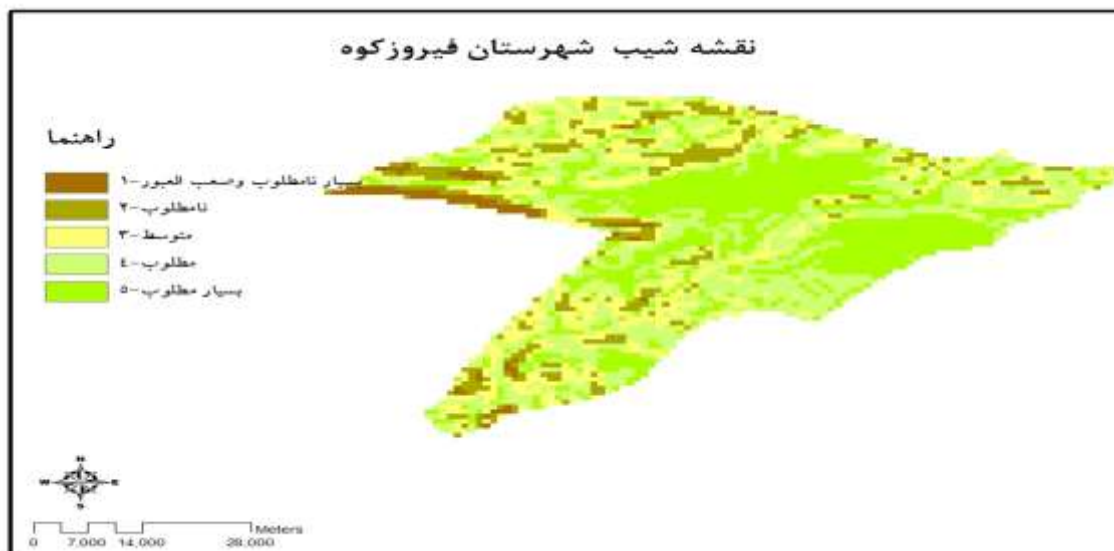 نقشه شیب شهرستان فیروزکوه
راهنما
بسیار نامطلوب وصعب العبور-۱
نامطلوب-۲
متوسط-۳
مطلوب-٤
بسیار مطلوب-۵
N
W E
S
Meters
0 7,000 14,000 28,000